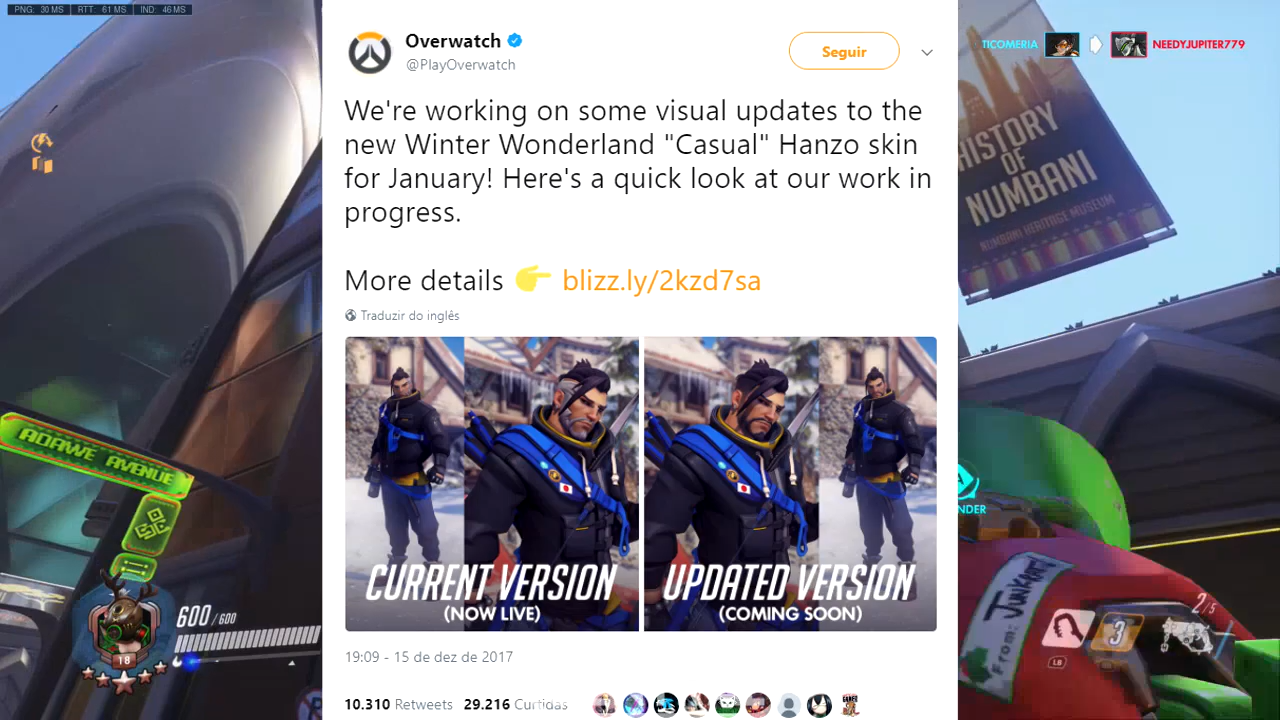 PNG: 30 MS RTT: 61 MS IND: 46 MS
Overwatch
@PlayOverwatch
Seguir
We're working on some visual updates to the
new Winter Wonderland "Casual" Hanzo skin
for January! Here's a quick look at our work in
progress.
More details blizz.ly/2kzd7sa
Traduzir do inglês
CURRENT VERSION
(NOW LIVE)
UPDATED VERSION
(COMING SOON)
19:09 - 15 de dez de 2017
10.310 Retweets 29.216 Curtidas
TICOMERIA NEEDYJUPITER779
HISTORY
OF
NUMBANI
NUMBANI HERITAGE MUSEUM
ADAWE AVENUE
600/600
18
A
NDER
From: Junkrat
2/5
3
LB